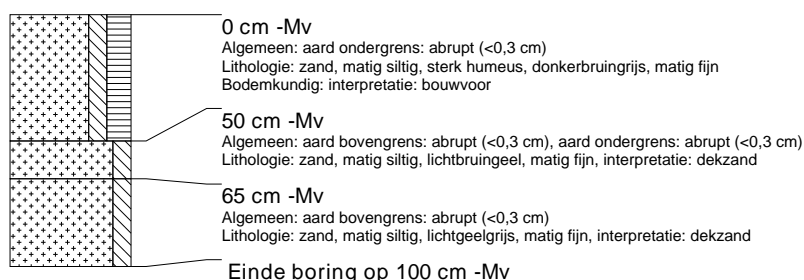 0 cm -Mv
Algemeen: aard ondergrens: abrupt (<0,3 cm)
Lithologie: zand, matig siltig, sterk humeus, donkerbruingrijs, matig fijn
Bodemkundig: interpretatie: bouwvoor
50 cm -Mv
Algemeen: aard bovengrens: abrupt (<0,3 cm), aard ondergrens: abrupt (<0,3 cm)
Lithologie: zand, matig siltig, lichtbruingeel, matig fijn, interpretatie: dekzand
65 cm -Mv
Algemeen: aard bovengrens: abrupt (<0,3 cm)
Lithologie: zand, matig siltig, lichtgeelgrijs, matig fijn, interpretatie: dekzand
Einde boring op 100 cm -Mv